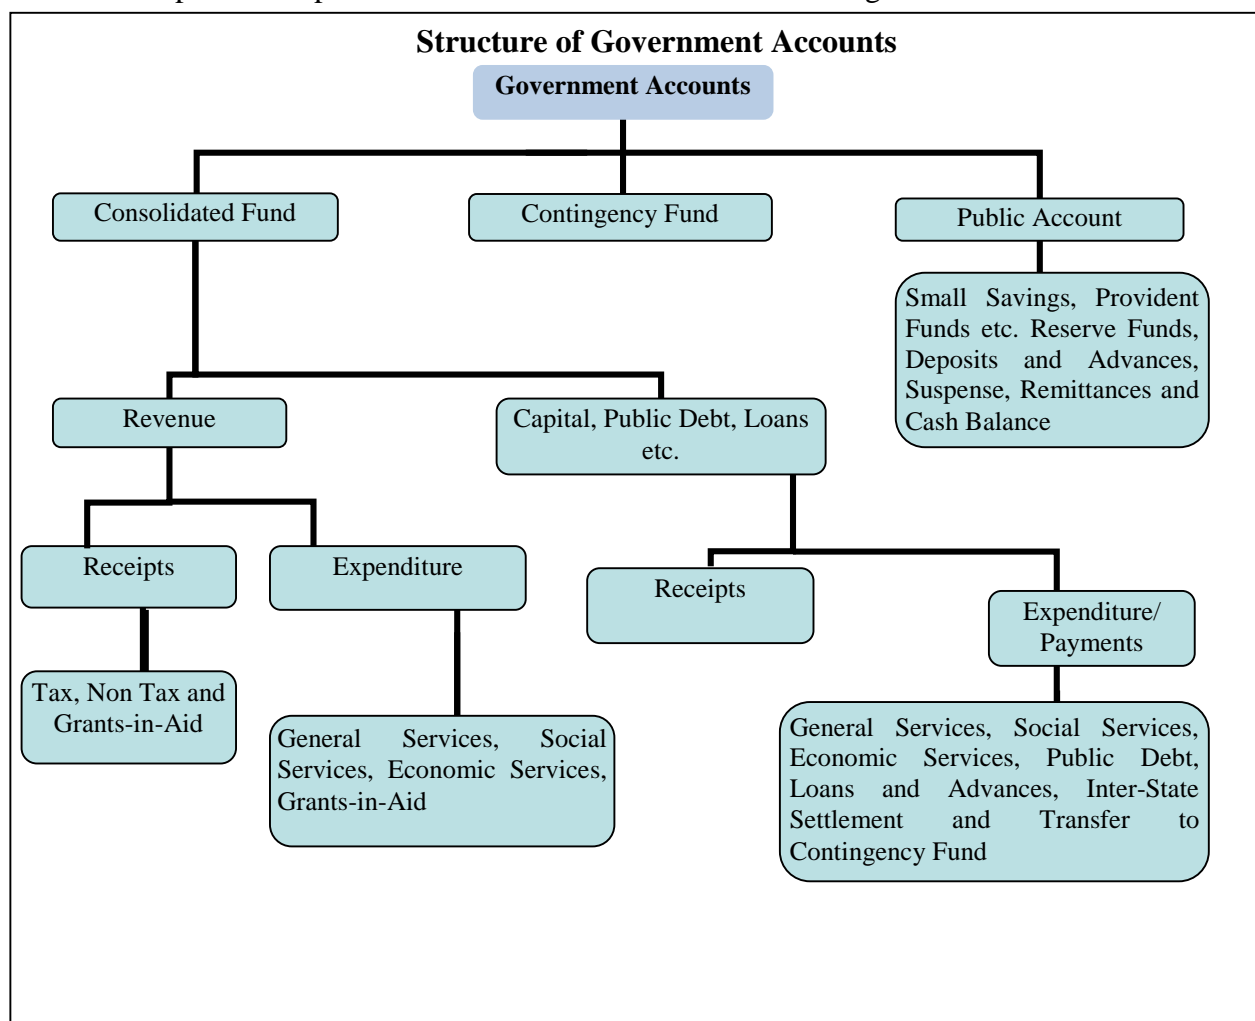 Structure of Government Accounts
Government Accounts
Consolidated Fund
Contingency Fund
Public Account
Small Savings, Provident
Funds etc. Reserve Funds,
Deposits and Advances,
Suspense, Remittances and
Cash Balance
Revenue
Capital, Public Debt, Loans
etc.
Receipts
Expenditure
Receipts
Expenditure/
Payments
Tax, Non Tax and
Grants-in-Aid
General Services, Social
Services, Economic Services,
Grants-in-Aid
General Services, Social Services,
Economic Services, Public Debt,
Loans and Advances, Inter-State
Settlement and Transfer to
Contingency Fund